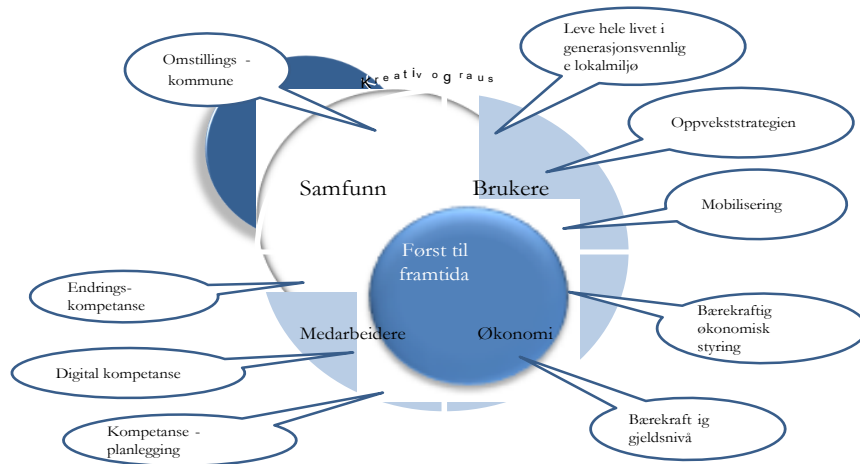 Omstillings -
kommune
Kreativ og raus
Leve hele livet i
generasjonsvennlig
e lokalmiljø
Oppvekststrategien
Samfunn
Brukere
Mobilisering
Først til
framtida
Endrings-
kompetanse
Bærekraftig
økonomisk
styring
Medarbeidere
Økonomi
Digital kompetanse
Kompetanse -
planlegging
Bærekraft ig
gjeldsnivå